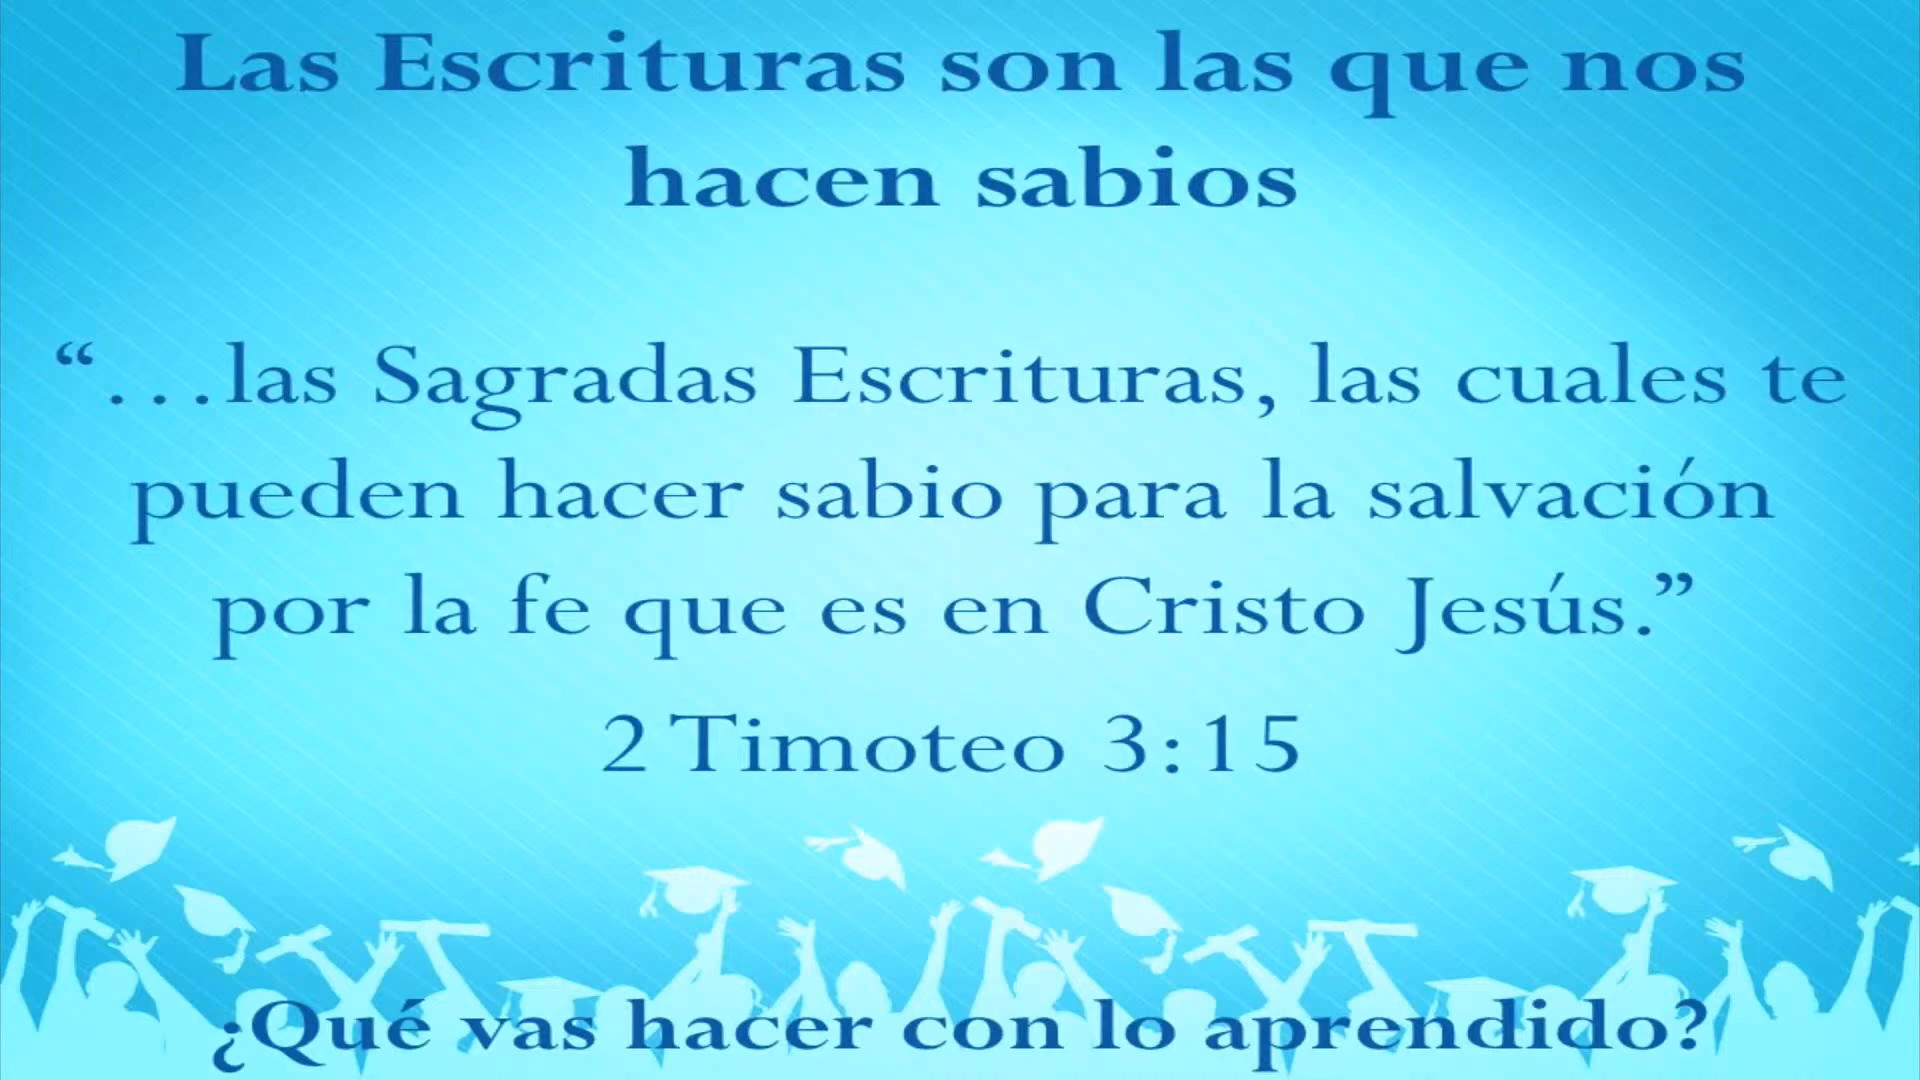 Las Escrituras son las que nos
hacen sabios
“…las Sagradas Escrituras, las cuales te
pueden hacer sabio para la salvación
por la fe que es en Cristo Jesús.”
2 Timoteo 3:15
¿Qué vas hacer con lo aprendido?